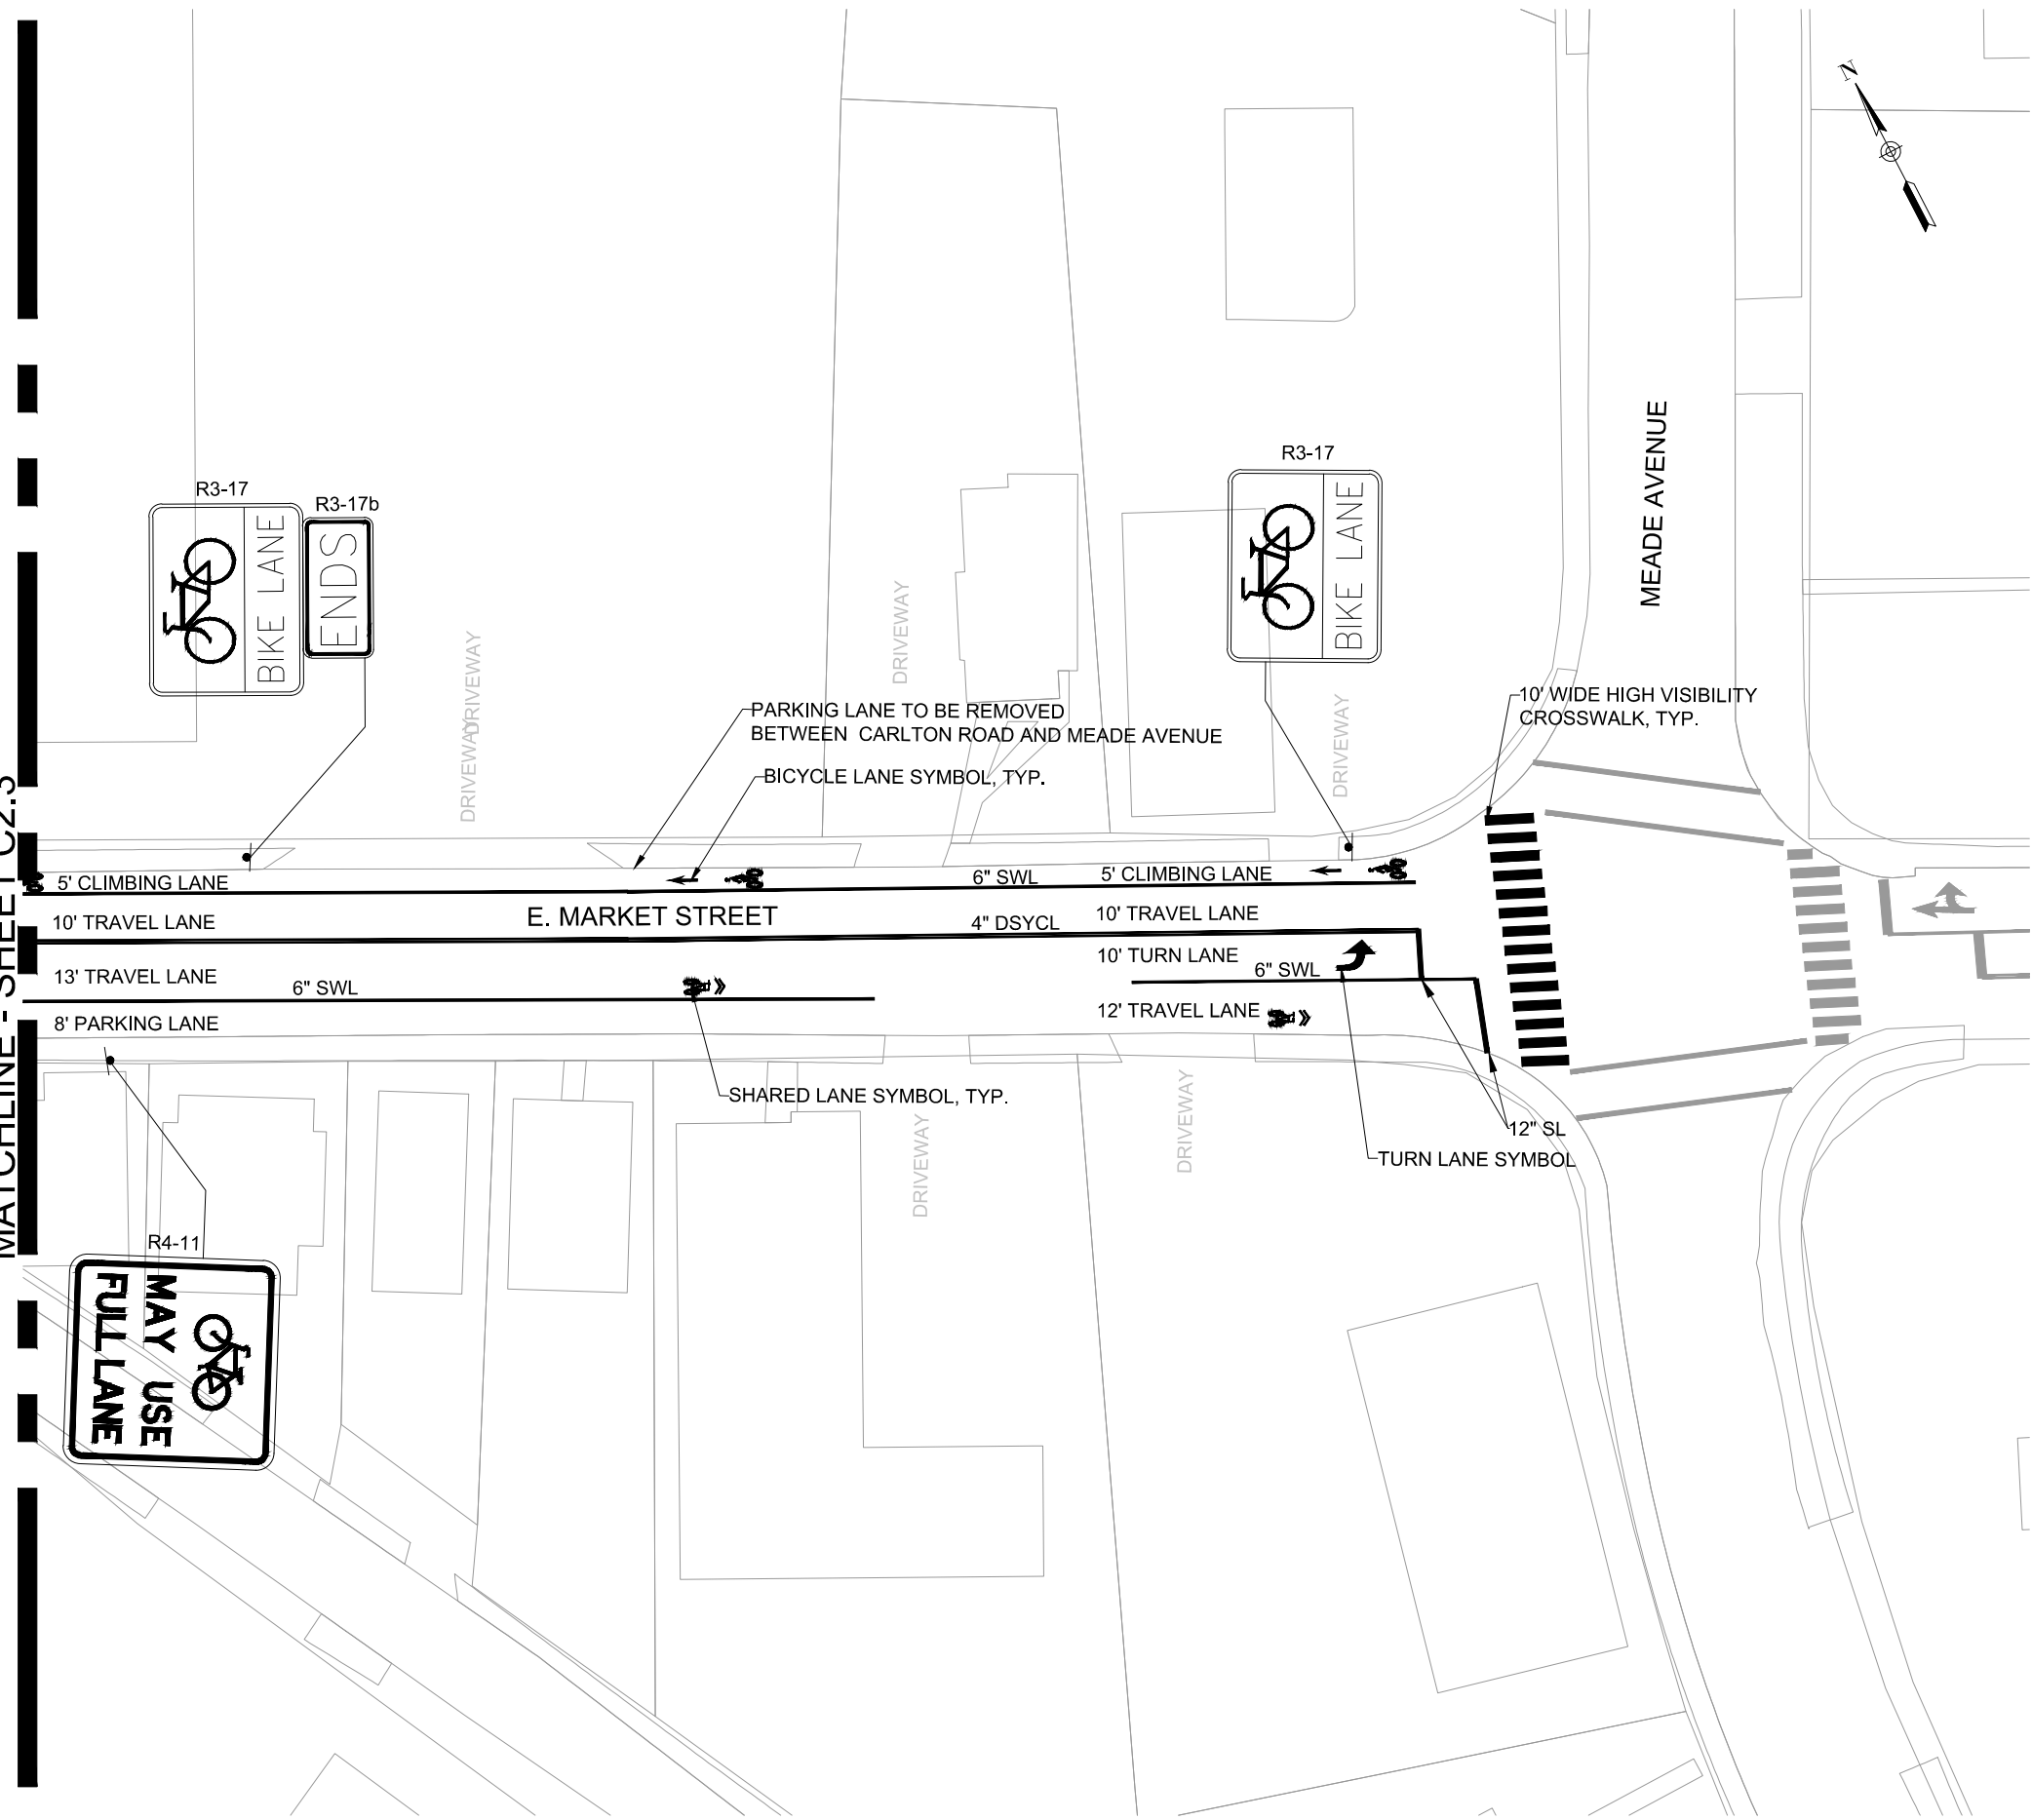 N
MEADE AVENUE
R3-17
BIKE LANE
R3-17b
ENDS
R3-17
BIKE LANE
DRIVEWAY
DRIVEWAY
DRIVEWAY
DRIVEWAY
PARKING LANE TO BE REMOVED
BETWEEN CARLTON ROAD AND MEADE AVENUE
BICYCLE LANE SYMBOL, TYP.
10' WIDE HIGH VISIBILITY
CROSSWALK, TYP.
MATCHLINE - SHEET C2.3
5' CLIMBING LANE
6" SWL
5' CLIMBING LANE
10' TRAVEL LANE
E. MARKET STREET
4" DSYCL
10' TRAVEL LANE
13' TRAVEL LANE
10' TURN LANE
6" SWL
6" SWL
8' PARKING LANE
12' TRAVEL LANE
SHARED LANE SYMBOL, TYP.
DRIVEWAY
DRIVEWAY
12" SL
TURN LANE SYMBOL
R4-11
MAY USE
FULL LANE